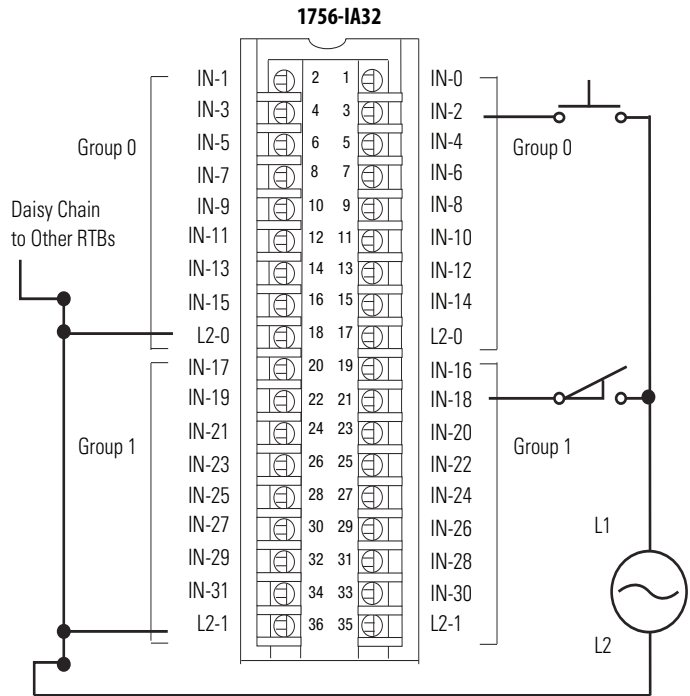 1756-IA32
IN-1 2 1 IN-0
IN-3 4 3 IN-2
IN-5 6 5 IN-4
Group 0
Group 0
IN-7 8 7 IN-6
IN-9 10 9 IN-8
Daisy Chain
to Other RTBs
IN-11 12 11 IN-10
IN-13 14 13 IN-12
IN-15 16 15 IN-14
L2-0 18 17 L2-0
IN-17 20 19 IN-16
IN-19 22 21 IN-18
IN-21 24 23 IN-20
Group 1
Group 1
IN-23 26 25 IN-22
IN-25 28 27 IN-24
IN-27 30 29 IN-26
L1
IN-29 32 31 IN-28
IN-31 34 33 IN-30
L2-1 36 35 L2-1
L2